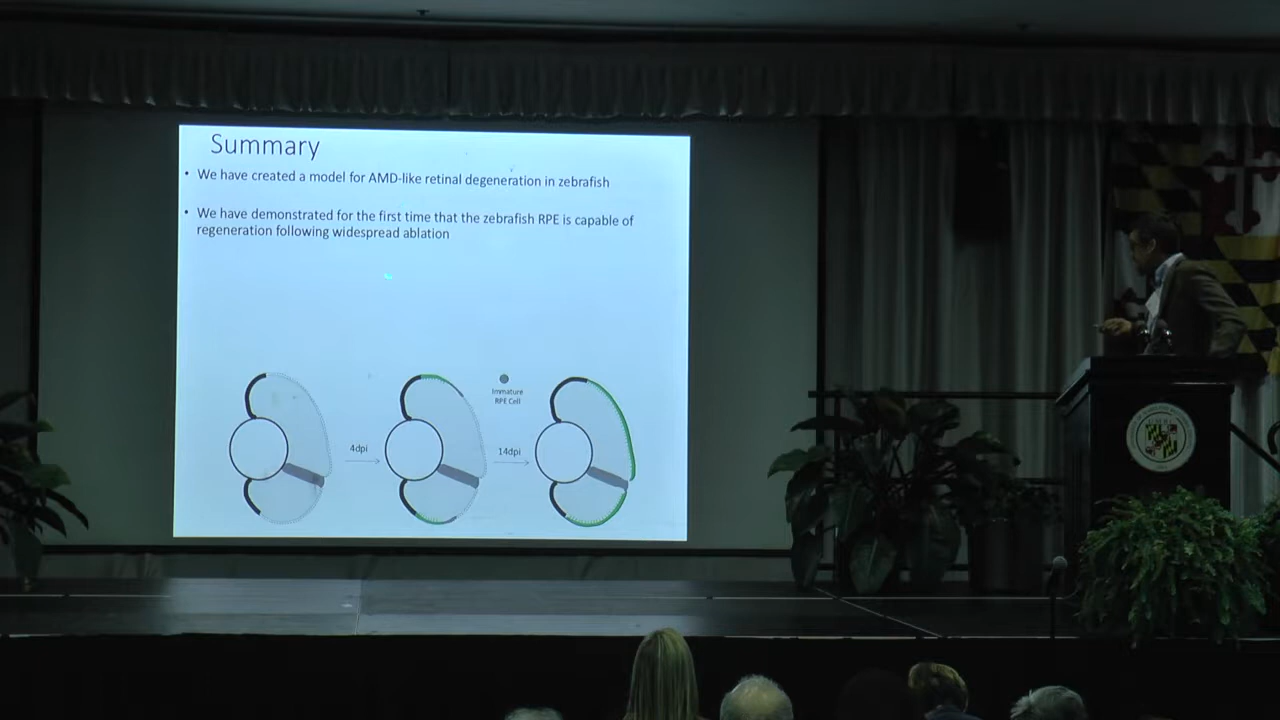 Summary
• We have created a model for AMD-like retinal degeneration in zebrafish
• We have demonstrated for the first time that the zebrafish RPE is capable of
regeneration following widespread ablation
Immature
RPE Cell
4dpi
14dpi